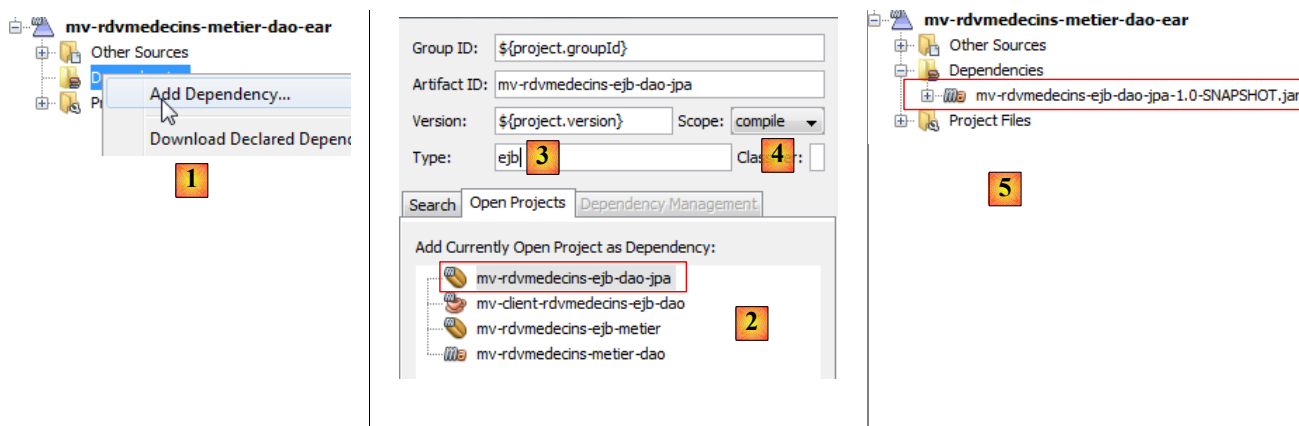 mv-rdvmedecins-metier-dao-ear
Other Sources
Add Dependency...
Download Declared Depend
1
Group ID: ${project.groupId}
Artifact ID: mv-rdvmedecins-ejb-dao-jpa
Version: ${project.version} Scope: compile
Type: ejb 3 4
Search Open Projects Dependency Management
Add Currently Open Project as Dependency:
mv-rdvmedecins-ejb-dao-jpa
mv-client-rdvmedecins-ejb-dao
mv-rdvmedecins-ejb-metier
mv-rdvmedecins-metier-dao
2
mv-rdvmedecins-metier-dao-ear
Other Sources
Dependencies
mv-rdvmedecins-ejb-dao-jpa-1.0-SNAPSHOT.jar
Project Files
5